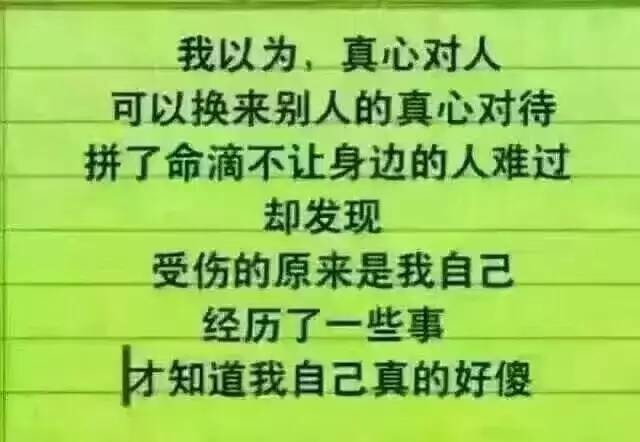 我以为，真心对人
可以换来别人的真心对待
拼了命滴不让身边的人难过
却发现
受伤的原来是我自己
经历了一些事
才知道我自己真的好傻